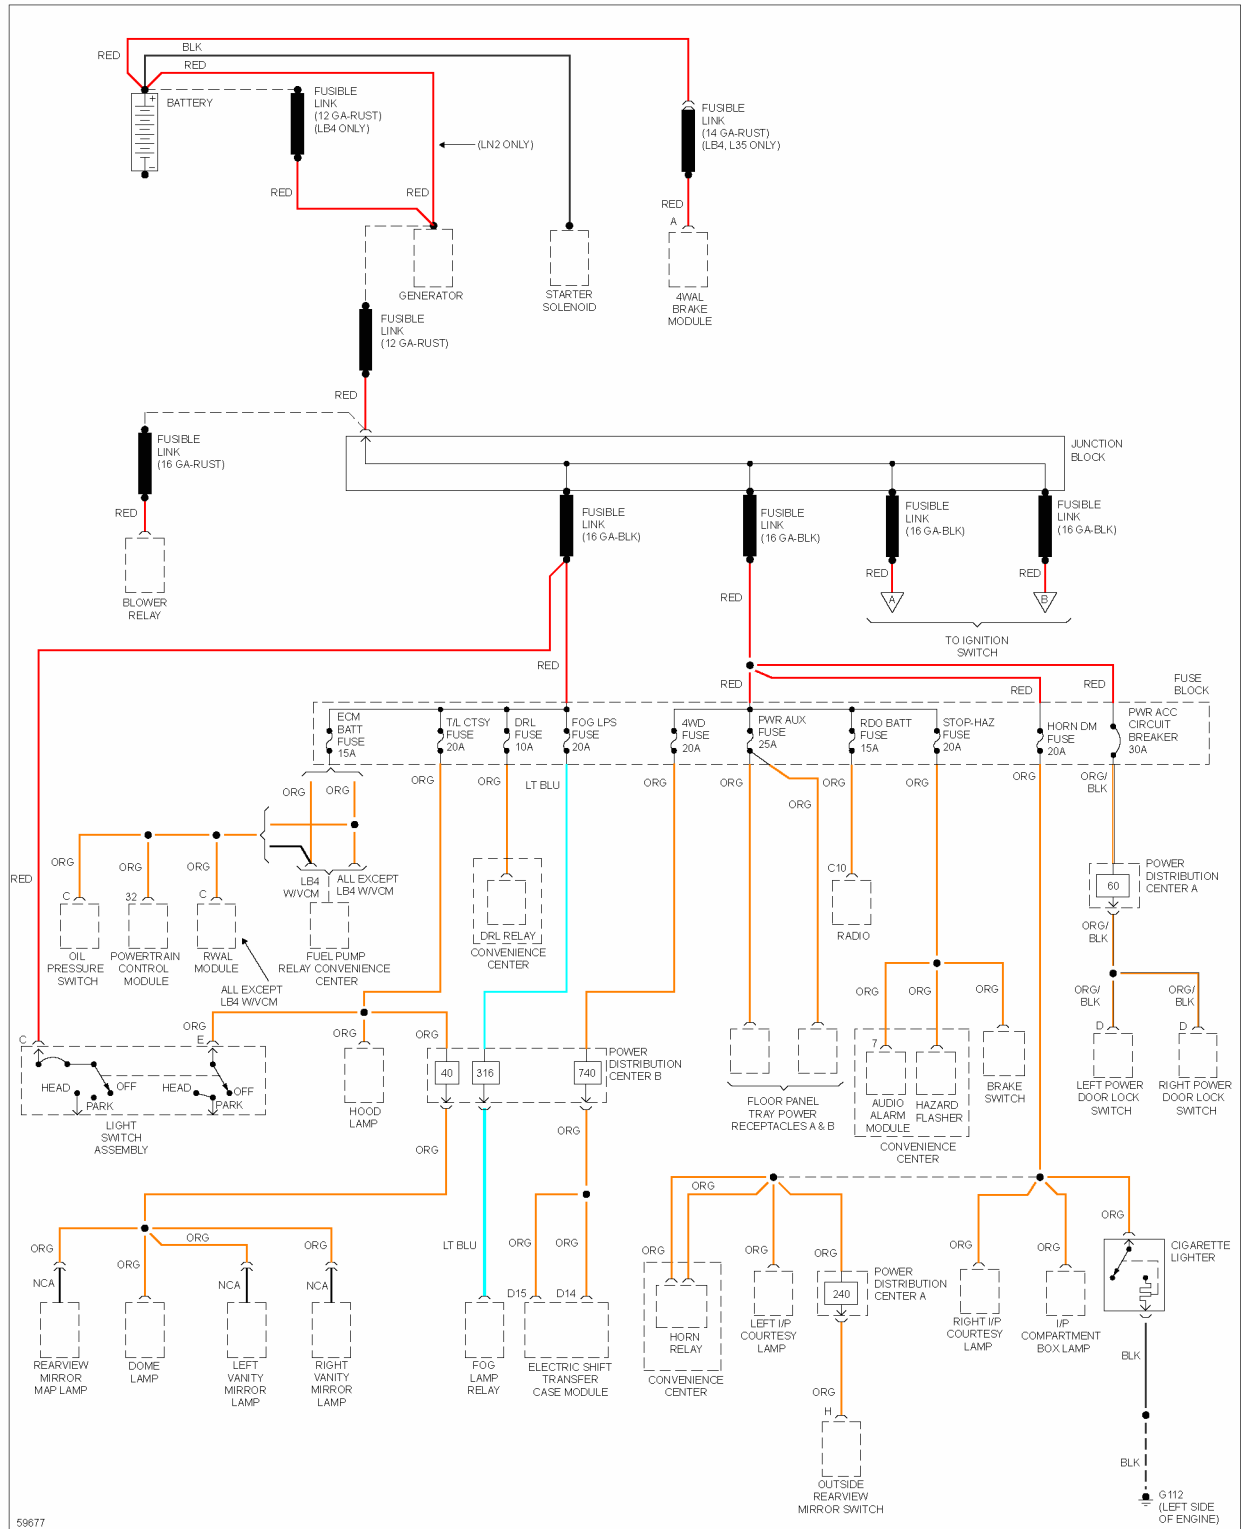 RED
BLK
RED
BATTERY
FUSIBLE
LINK
(12 GA-RUST)
(LB4 ONLY)
(LN2 ONLY)
FUSIBLE
LINK
(14 GA-RUST)
(LB4, L35 ONLY)
RED
RED
RED
A
GENERATOR
STARTER
SOLENOID
4WAL
BRAKE
MODULE
FUSIBLE
LINK
(12 GA-RUST)
RED
FUSIBLE
LINK
(16 GA-RUST)
JUNCTION
BLOCK
RED
BLOWER
RELAY
FUSIBLE
LINK
(16 GA-BLK)
FUSIBLE
LINK
(16 GA-BLK)
FUSIBLE
LINK
(16 GA-BLK)
FUSIBLE
LINK
(16 GA-BLK)
RED
RED
RED
A
B
TO IGNITION
SWITCH
RED
RED
RED
RED
FUSE
BLOCK
ECM
BATT
FUSE
15A
T/L CTSY
FUSE
20A
DRL
FUSE
10A
FOG LPS
FUSE
20A
4WD
FUSE
20A
PWR AUX
FUSE
25A
RDO BATT
FUSE
15A
STOP-HAZ
FUSE
20A
HORN DM
FUSE
20A
PWR ACC
CIRCUIT
BREAKER
30A
ORG
ORG
ORG
ORG
LT BLU
ORG
ORG
ORG
ORG
ORG
ORG
ORG/
BLK
ORG
ORG
ORG
RED
C
32
C
LB4
W/VCM
ALL EXCEPT
LB4 W/VCM
OIL
PRESSURE
SWITCH
POWERTRAIN
CONTROL
MODULE
RWAL
MODULE
ALL EXCEPT
LB4 W/VCM
FUEL PUMP
RELAY CONVENIENCE
CENTER
DRL RELAY
CONVENIENCE
CENTER
C10
RADIO
60
POWER
DISTRIBUTION
CENTER A
ORG/
BLK
ORG/
BLK
ORG/
BLK
D
D
LEFT POWER
DOOR LOCK
SWITCH
RIGHT POWER
DOOR LOCK
SWITCH
ORG
ORG
ORG
7
AUDIO
ALARM
MODULE
HAZARD
FLASHER
CONVENIENCE
CENTER
BRAKE
SWITCH
FLOOR PANEL
TRAY POWER
RECEPTACLES A & B
C
ORG
E
HEAD
OFF
PARK
HEAD
OFF
PARK
LIGHT
SWITCH
ASSEMBLY
ORG
HOOD
LAMP
ORG
40
316
740
POWER
DISTRIBUTION
CENTER B
ORG
ORG
LT BLU
ORG
ORG
D15
D14
FOG
LAMP
RELAY
ELECTRIC SHIFT
TRANSFER
CASE MODULE
ORG
ORG
ORG
ORG
NCA
NCA
NCA
REARVIEW
MIRROR
MAP LAMP
DOME
LAMP
LEFT
VANITY
MIRROR
LAMP
RIGHT
VANITY
MIRROR
LAMP
ORG
ORG
ORG
ORG
HORN
RELAY
CONVENIENCE
CENTER
LEFT I/P
COURTESY
LAMP
240
POWER
DISTRIBUTION
CENTER A
ORG
H
OUTSIDE
REARVIEW
MIRROR SWITCH
ORG
ORG
ORG
RIGHT I/P
COURTESY
LAMP
I/P
COMPARTMENT
BOX LAMP
CIGARETTE
LIGHTER
BLK
BLK
G112
(LEFT SIDE
OF ENGINE)
59677